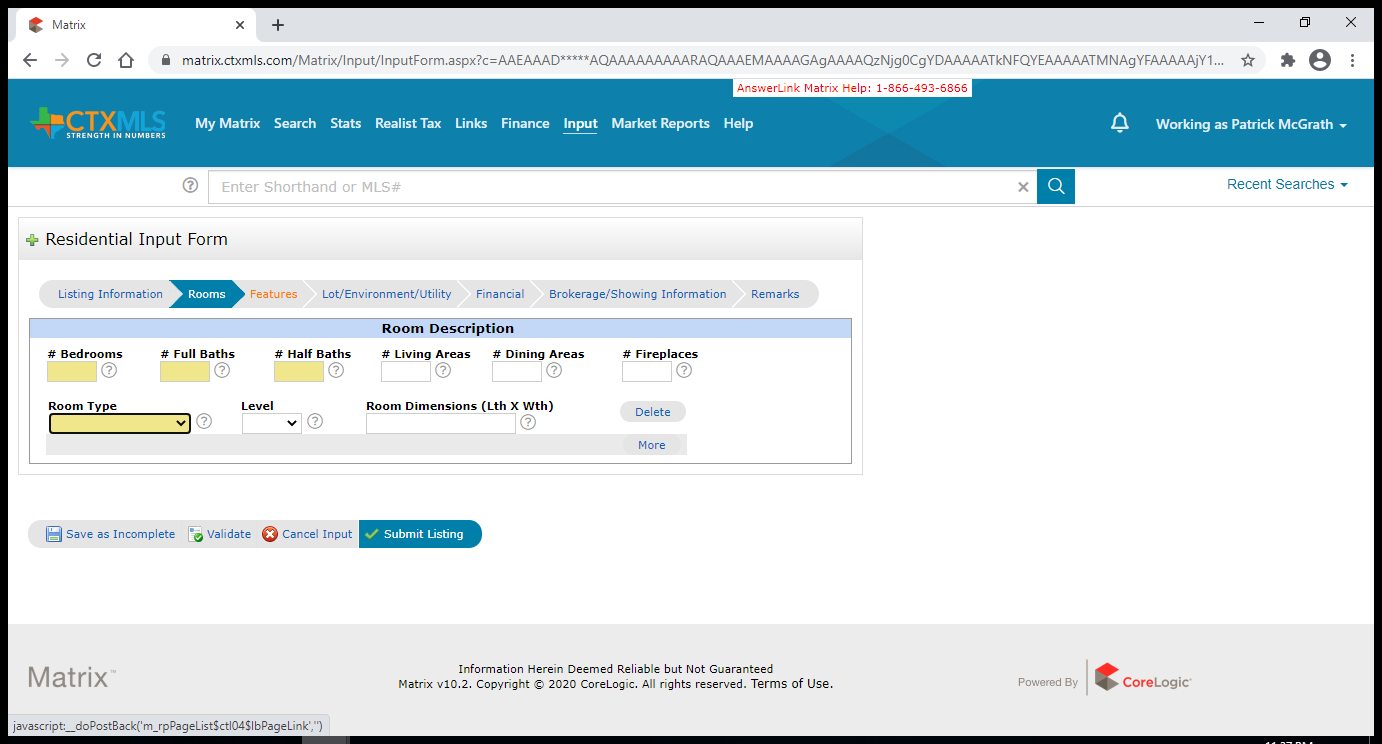 Matrix
matrix.ctxmls.com/Matrix/Input/InputForm.aspx?c=AAEAAAD*****AQAAAAAAAAARAQAAAEMAAAAGAgAAAAQzNjg0CgYDAAAAATkNFQYEAAAAATMNAgYFAAAAAjY1...
AnswerLink Matrix Help: 1-866-493-6866
CTXMLS
STRENGTH IN NUMBERS
My Matrix Search Stats Realist Tax Links Finance Input Market Reports Help
Working as Patrick McGrath
Enter Shorthand or MLS#
Recent Searches
Residential Input Form
Listing Information Rooms Features Lot/Environment/Utility Financial Brokerage/Showing Information Remarks
Room Description
# Bedrooms # Full Baths # Half Baths # Living Areas # Dining Areas # Fireplaces
Room Type Level Room Dimensions (Lth X Wth)
Delete
More
Save as Incomplete Validate Cancel Input Submit Listing
Information Herein Deemed Reliable but Not Guaranteed
Matrix™
Matrix v10.2. Copyright © 2020 CoreLogic. All rights reserved. Terms of Use.
Powered By CoreLogic
javascript:__doPostBack('m_rpPageList$ctl04$lbPageLink','')